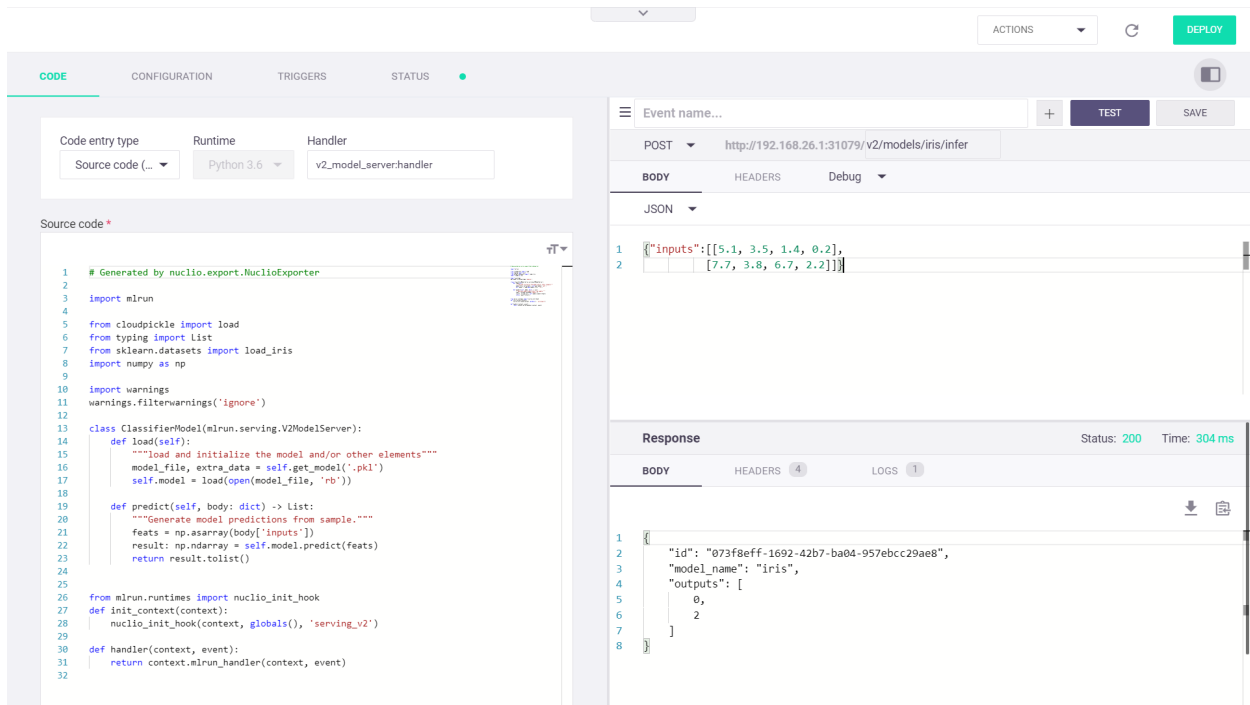 ACTIONS
DEPLOY
CODE CONFIGURATION TRIGGERS STATUS
Code entry type Runtime Handler
Source code (... Python 3.6 v2_model_server:handler
Source code *
1 # Generated by nuclio.export.NuclioExporter
2
3 import mlrun
4
5 from cloudpickle import load
6 from typing import List
7 from sklearn.datasets import load_iris
8 import numpy as np
9
10 import warnings
11 warnings.filterwarnings('ignore')
12
13 class ClassifierModel(mlrun.serving.V2ModelServer):
14     def load(self):
15         """load and initialize the model and/or other elements"""
16         model_file, extra_data = self.get_model('.pkl')
17         self.model = load(open(model_file, 'rb'))
18
19     def predict(self, body: dict) -> List:
20         """Generate model predictions from sample."""
21         feats = np.asarray(body['inputs'])
22         result: np.ndarray = self.model.predict(feats)
23         return result.tolist()
24
25
26 from mlrun.runtimes import nuclio_init_hook
27 def init_context(context):
28     nuclio_init_hook(context, globals(), 'serving_v2')
29
30 def handler(context, event):
31     return context.mlrun_handler(context, event)
32
Event name... + TEST SAVE
POST http://192.168.26.1:31079/ v2/models/iris/infer
BODY HEADERS Debug
JSON
1 {"inputs":[[5.1, 3.5, 1.4, 0.2],
2 [7.7, 3.8, 6.7, 2.2]]}
Response Status: 200 Time: 304 ms
BODY HEADERS 4 LOGS 1
1 {
2     "id": "073f8eff-1692-42b7-ba04-957ebcc29ae8",
3     "model_name": "iris",
4     "outputs": [
5         0,
6         2
7     ]
8 }